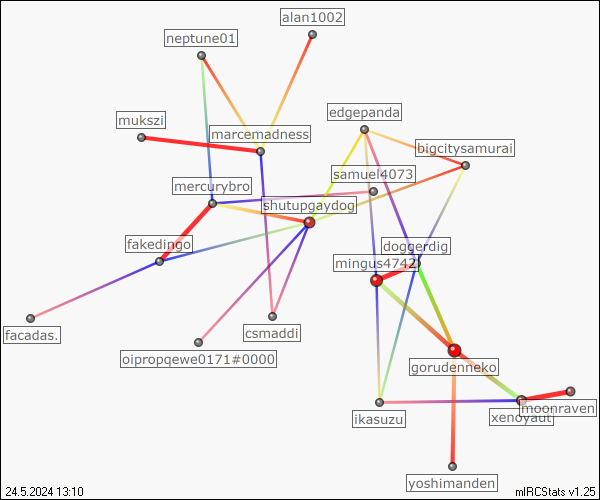 alan1002
neptune01
edgepanda
mukszi
marcemadness
bigcitysamurai
samuel4073
mercurybro
shutupgaydog
fakedingo
doggerdig
mingus4742
facadas.
csmaddi
oipropqewe0171#0000
gorudenneko
moonraven
xenoyaut
ikasuzu
yoshimanden
24.5.2024 13:10
mIRCStats v1.25